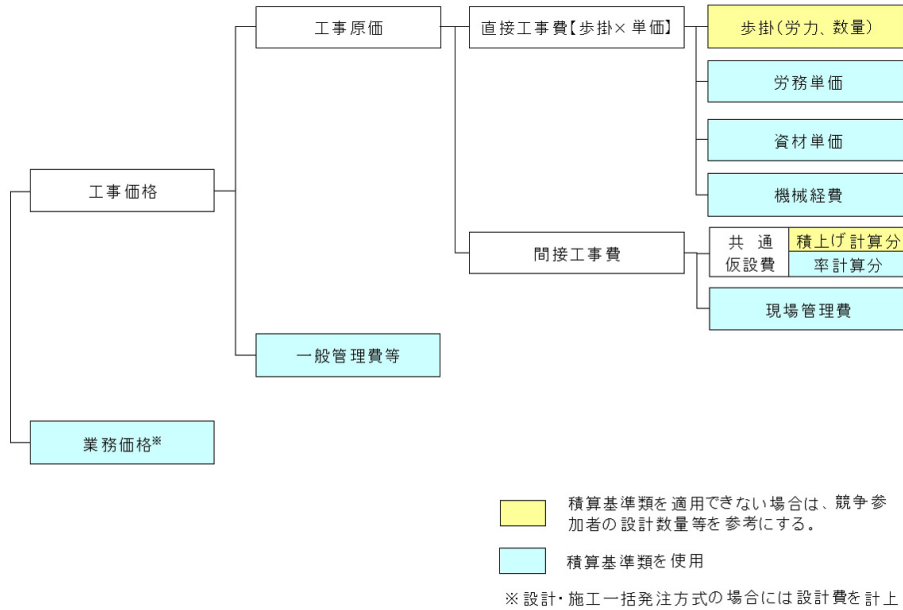 工事原価
直接工事費【歩掛×単価】
歩掛(労力、数量)
労務単価
資材単価
工事価格
機械経費
間接工事費
共通
仮設費
積上げ計算分
率計算分
現場管理費
一般管理費等
業務価格※
積算基準類を適用できない場合は、競争参
加者の設計数量等を参考にする。
積算基準類を使用
※設計・施工一括発注方式の場合には設計費を計上